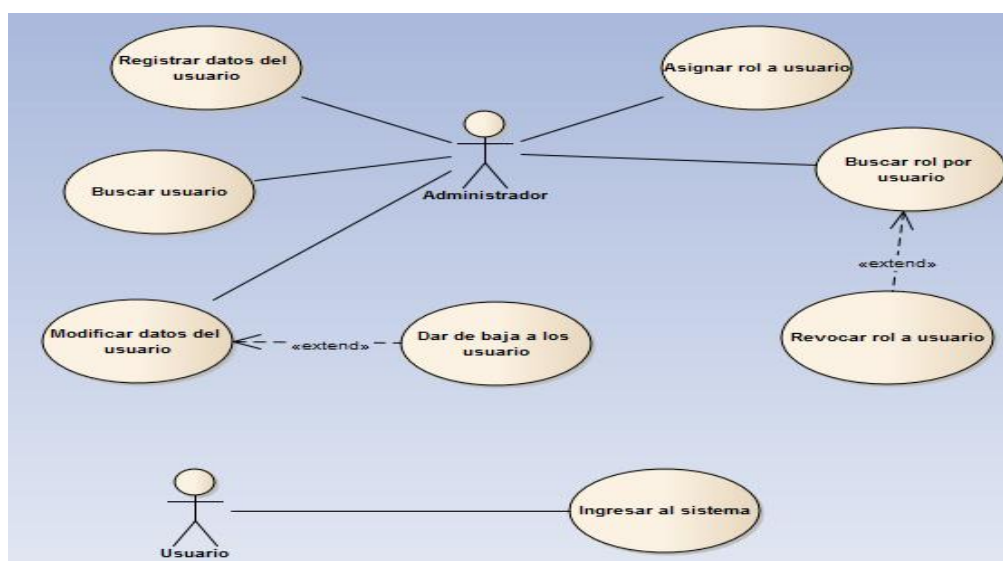 Registrar datos del
usuario
Asignar rol a usuario
Buscar usuario
Administrador
Buscar rol por
usuario
«extend»
Modificar datos del
usuario
«extend»
Dar de baja a los
usuario
Revocar rol a usuario
Usuario
Ingresar al sistema